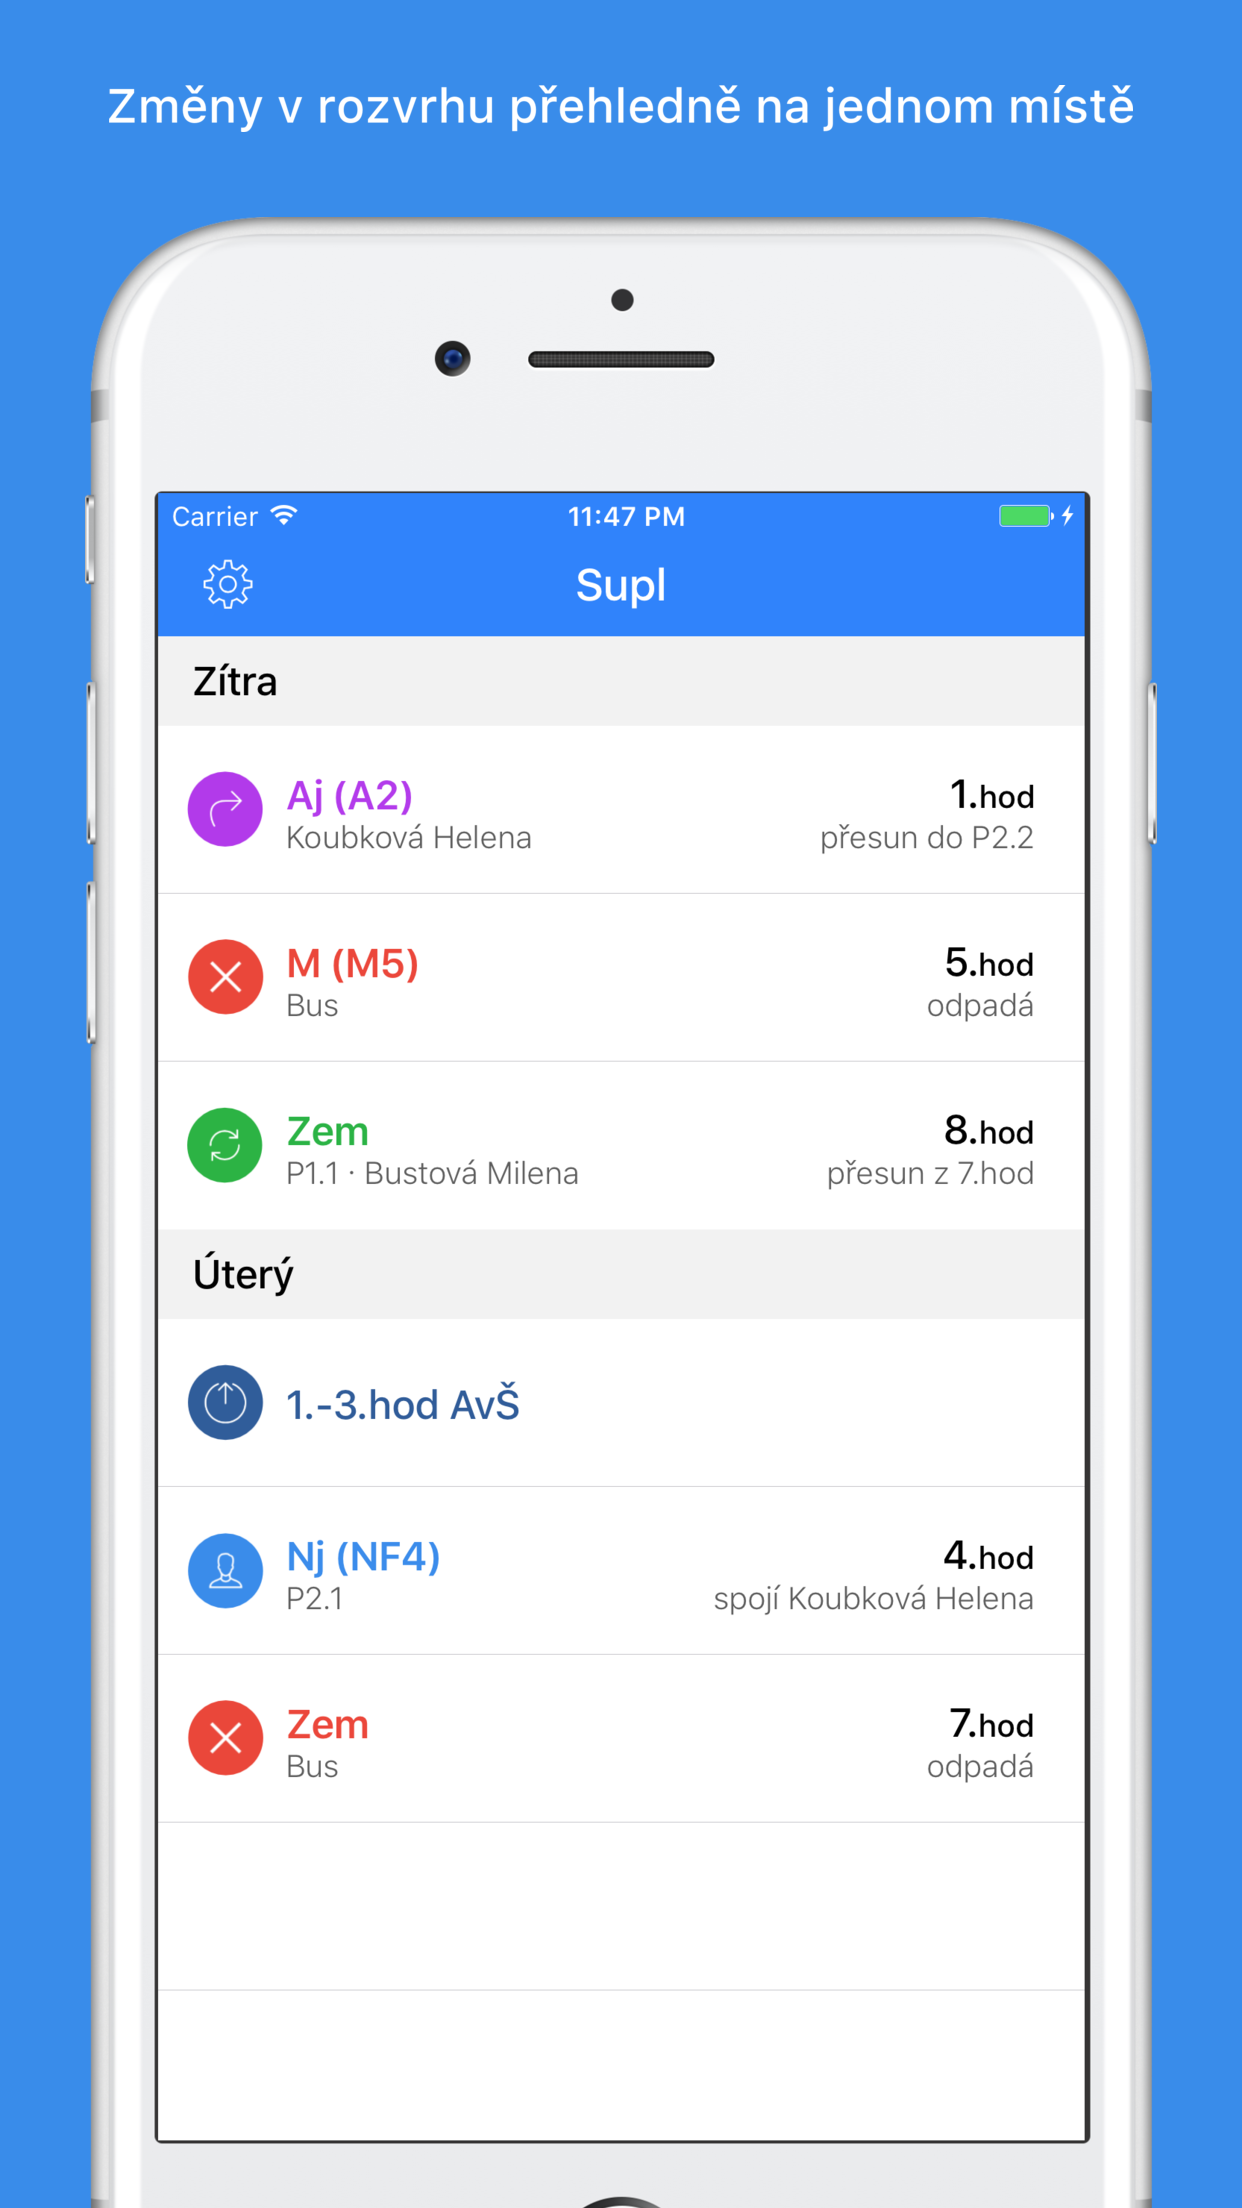 Změny v rozvrhu přehledně na jednom místě
Carrier 11:47 PM
Supl
Zítra
Aj (A2) 1.hod
Koubková Helena přesun do P2.2
M (M5) 5.hod
Bus odpadá
Zem 8.hod
P1.1 · Bustová Milena přesun z 7.hod
Úterý
1.-3.hod AvŠ
Nj (NF4) 4.hod
P2.1 spojí Koubková Helena
Zem 7.hod
Bus odpadá